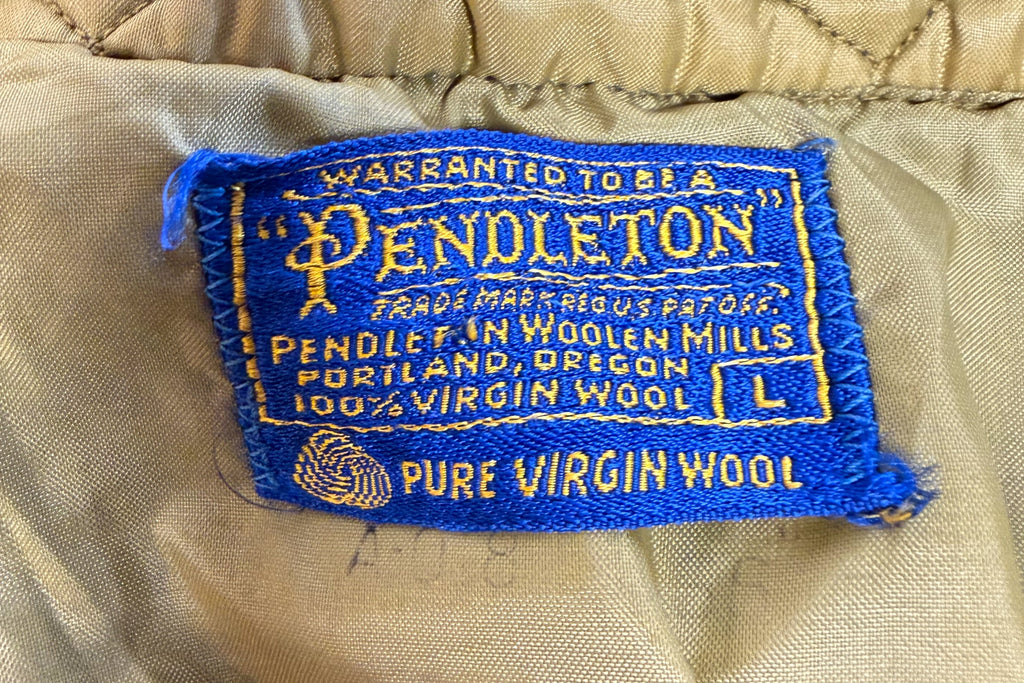 WARRANTED TO BE A
"PENDLETON"
TRADE MARK REG U.S. PAT OFF.
PENDLETON WOOLEN MILLS
PORTLAND, OREGON
100% VIRGIN WOOL
L
PURE VIRGIN WOOL